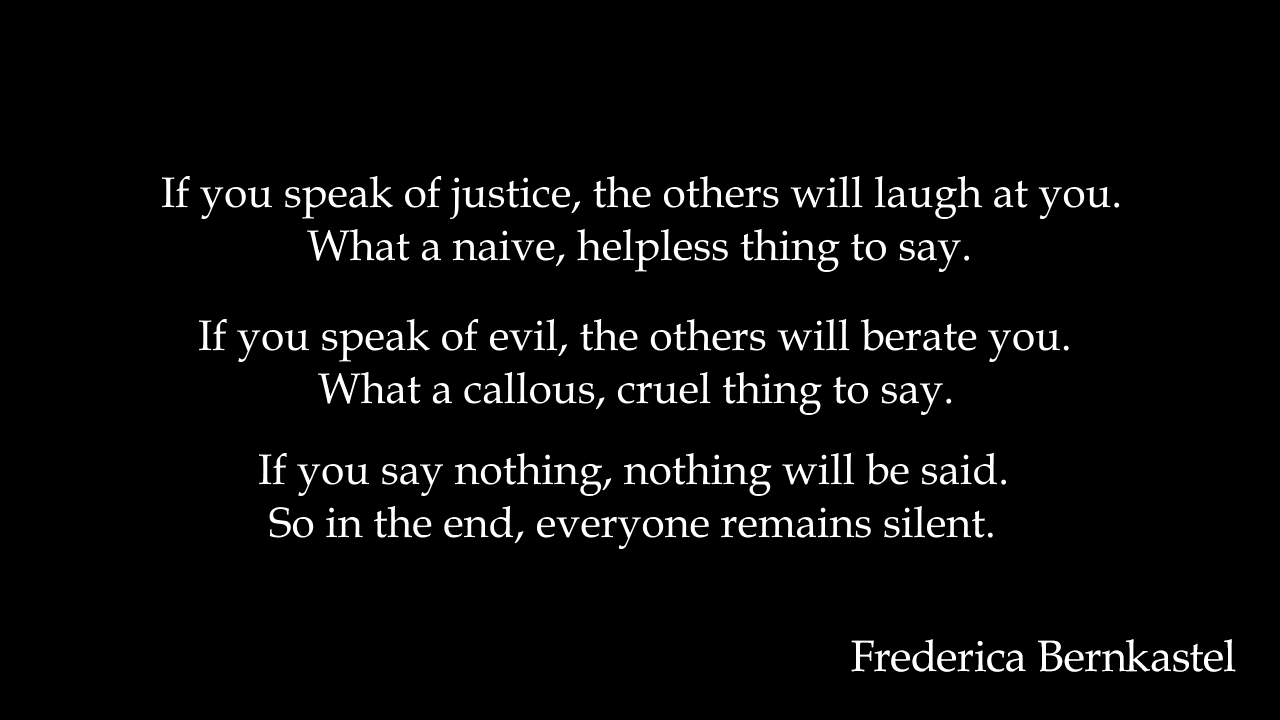 If you speak of justice, the others will laugh at you.
What a naive, helpless thing to say.
If you speak of evil, the others will berate you.
What a callous, cruel thing to say.
If you say nothing, nothing will be said.
So in the end, everyone remains silent.
Frederica Bernkastel